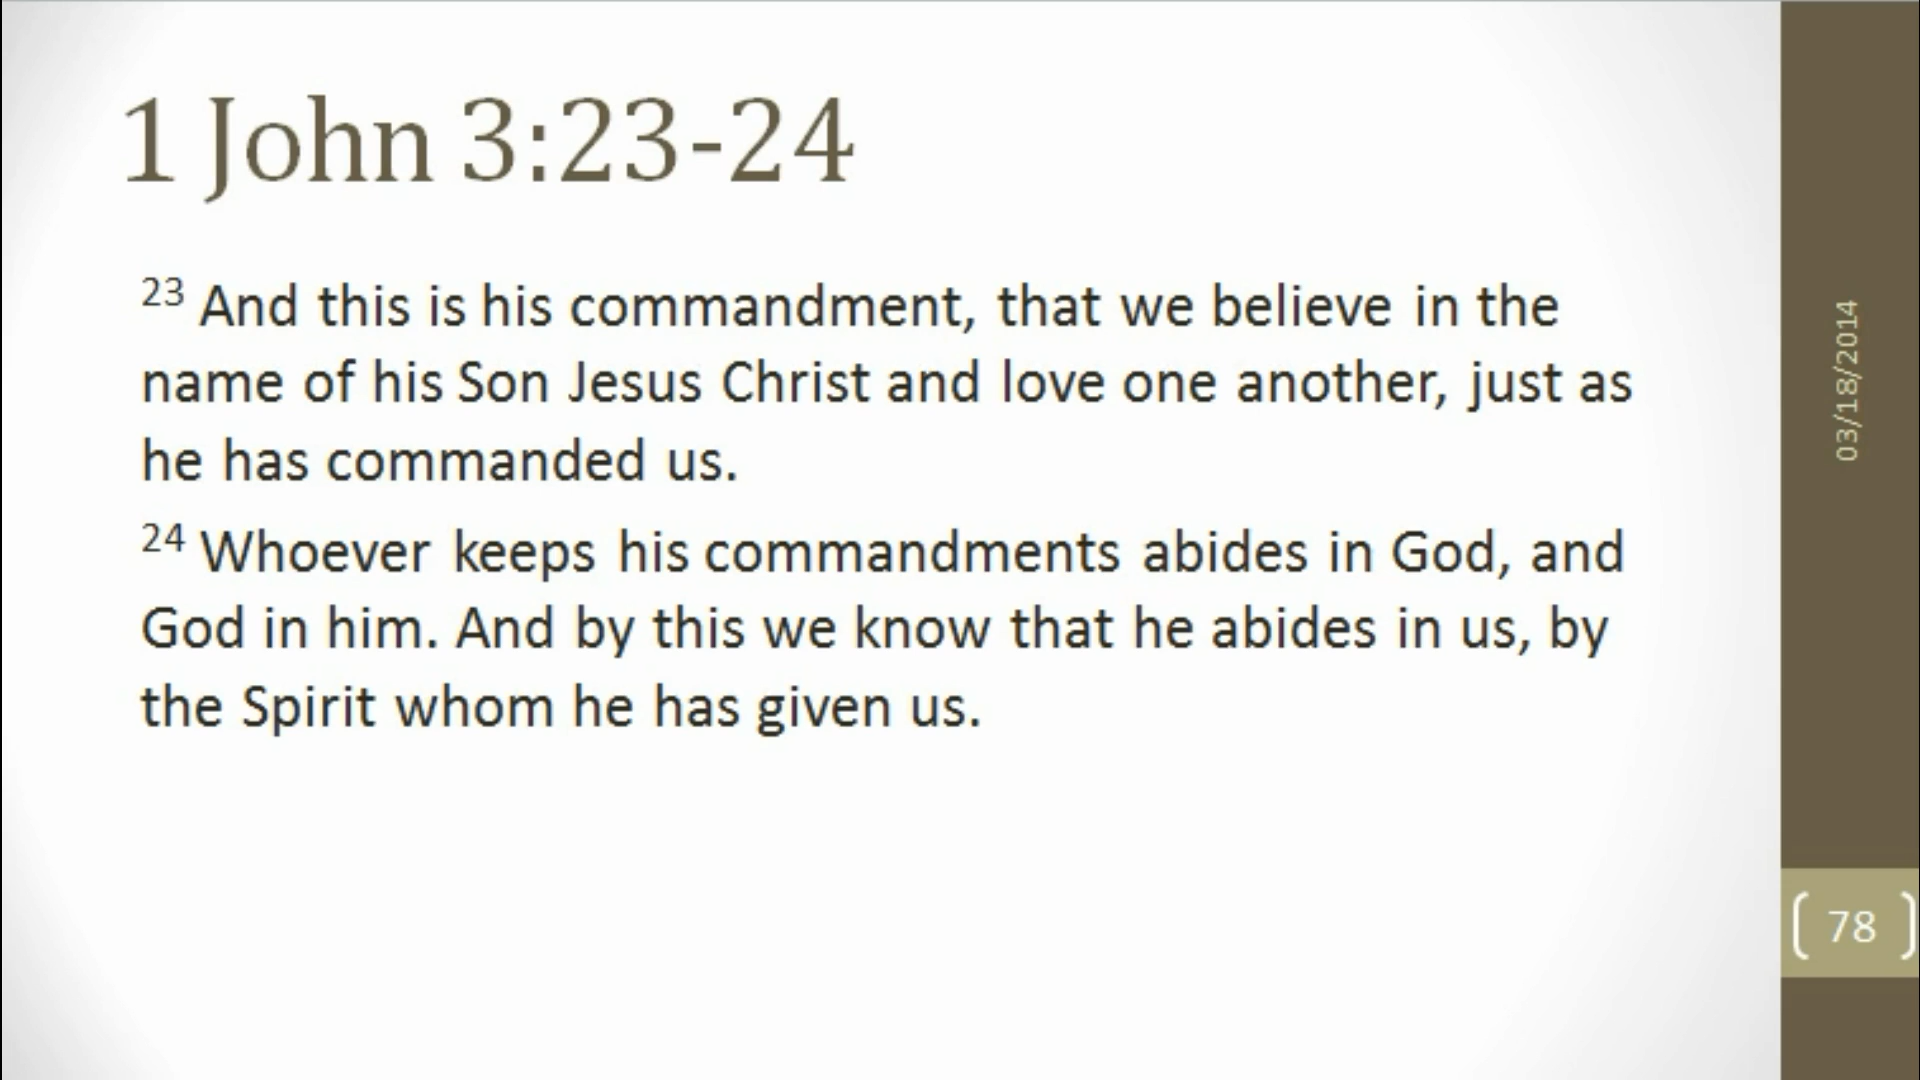 1 John 3:23-24
23 And this is his commandment, that we believe in the
name of his Son Jesus Christ and love one another, just as
he has commanded us.
24 Whoever keeps his commandments abides in God, and
God in him. And by this we know that he abides in us, by
the Spirit whom he has given us.
03/18/2014
78